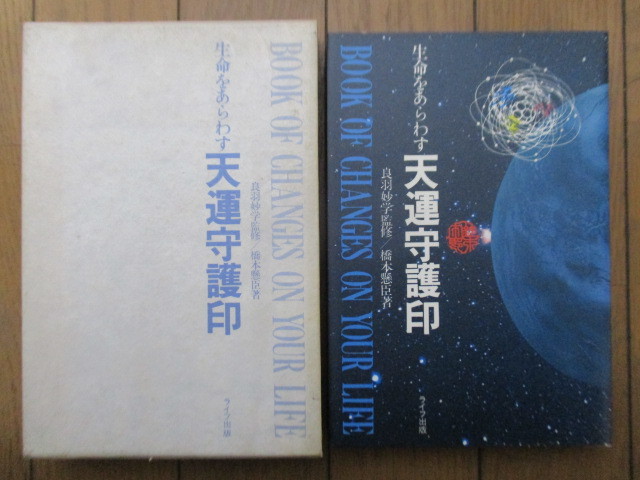 生命をあらわす
天運守護印
良羽妙学監修 橋本懸臣著
BOOK OF CHANGES ON YOUR LIFE
ライフ出版
生命をあらわす
天運守護印
良羽妙学監修/橋本懸臣著
BOOK OF CHANGES ON YOUR LIFE
ライフ出版